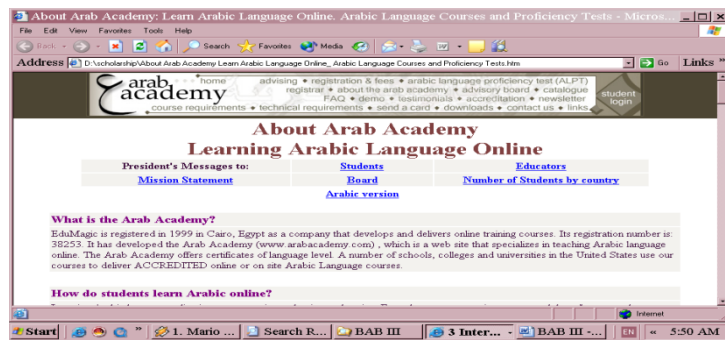 About Arab Academy: Learn Arabic Language Online. Arabic Language Courses and Proficiency Tests - Micros...
File Edit View Favorites Tools Help
Back Search Favorites Media
Address D:\scholarship\About Arab Academy Learn Arabic Language Online_ Arabic Language Courses and Proficiency Tests.htm Go Links »
arab academy
home advising • registration & fees • arabic language proficiency test (ALPT)
registrar • about the arab academy • advisory board • catalogue
FAQ • demo • testimonials • accreditation • newsletter
course requirements • technical requirements • send a card • downloads • contact us • links
student login
About Arab Academy
Learning Arabic Language Online
President's Messages to: Students Educators
Mission Statement Board Number of Students by country
Arabic version
What is the Arab Academy?
EduMagic is registered in 1999 in Cairo, Egypt as a company that develops and delivers online training courses. Its registration number is:
38253. It has developed the Arab Academy (www.arabacademy.com) , which is a web site that specializes in teaching Arabic language
online. The Arab Academy offers certificates of language level. A number of schools, colleges and universities in the United States use our
courses to deliver ACCREDITED online or on site Arabic Language courses.
How do students learn Arabic online?
Internet
Start » 1. Mario ... Search R... BAB III 3 Inter... BAB III -... EN « 5:50 AM